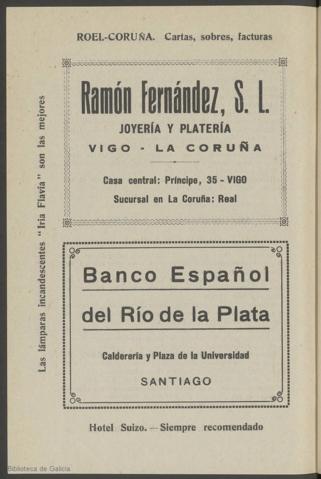 ROEL-CORUÑA. Cartas, sobres, facturas
Las lámparas incandescentes "Iria Flavia" son las mejores
Ramón Fernández, S. L.
JOYERÍA Y PLATERÍA
VIGO - LA CORUÑA
Casa central: Príncipe, 35 - VIGO
Sucursal en La Coruña: Real
Banco Español
del Río de la Plata
Calderería y Plaza de la Universidad
SANTIAGO
Hotel Suizo. — Siempre recomendado
Biblioteca de Galicia